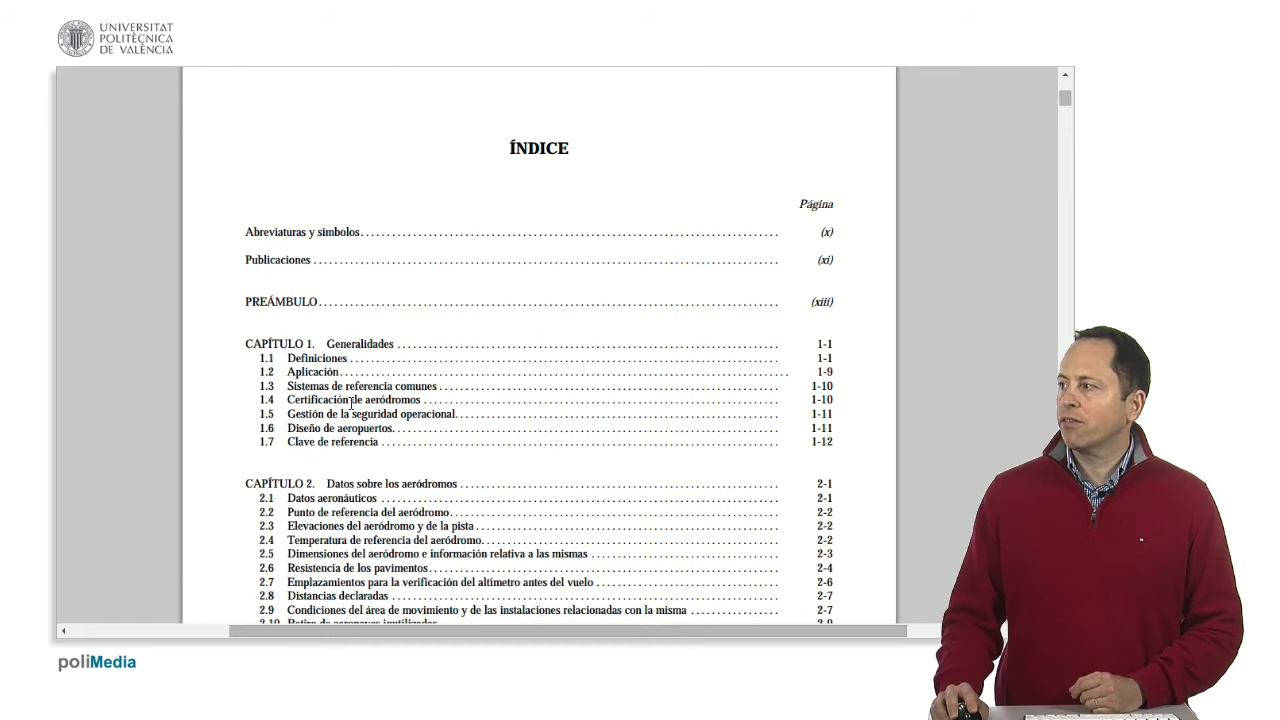 UNIVERSITAT
POLITÈCNICA
DE VALÈNCIA
ÍNDICE
Página
Abreviaturas y símbolos (x)
Publicaciones (xi)
PREÁMBULO (xiii)
CAPÍTULO 1. Generalidades 1-1
1.1 Definiciones 1-1
1.2 Aplicación 1-9
1.3 Sistemas de referencia comunes 1-10
1.4 Certificación de aeródromos 1-10
1.5 Gestión de la seguridad operacional 1-11
1.6 Diseño de aeropuertos 1-11
1.7 Clave de referencia 1-12
CAPÍTULO 2. Datos sobre los aeródromos 2-1
2.1 Datos aeronáuticos 2-1
2.2 Punto de referencia del aeródromo 2-2
2.3 Elevaciones del aeródromo y de la pista 2-2
2.4 Temperatura de referencia del aeródromo 2-2
2.5 Dimensiones del aeródromo e información relativa a las mismas 2-3
2.6 Resistencia de los pavimentos 2-4
2.7 Emplazamientos para la verificación del altímetro antes del vuelo 2-6
2.8 Distancias declaradas 2-7
2.9 Condiciones del área de movimiento y de las instalaciones relacionadas con la misma 2-7
2.10 Retiro de aeronaves inutilizadas 2-9
poliMedia